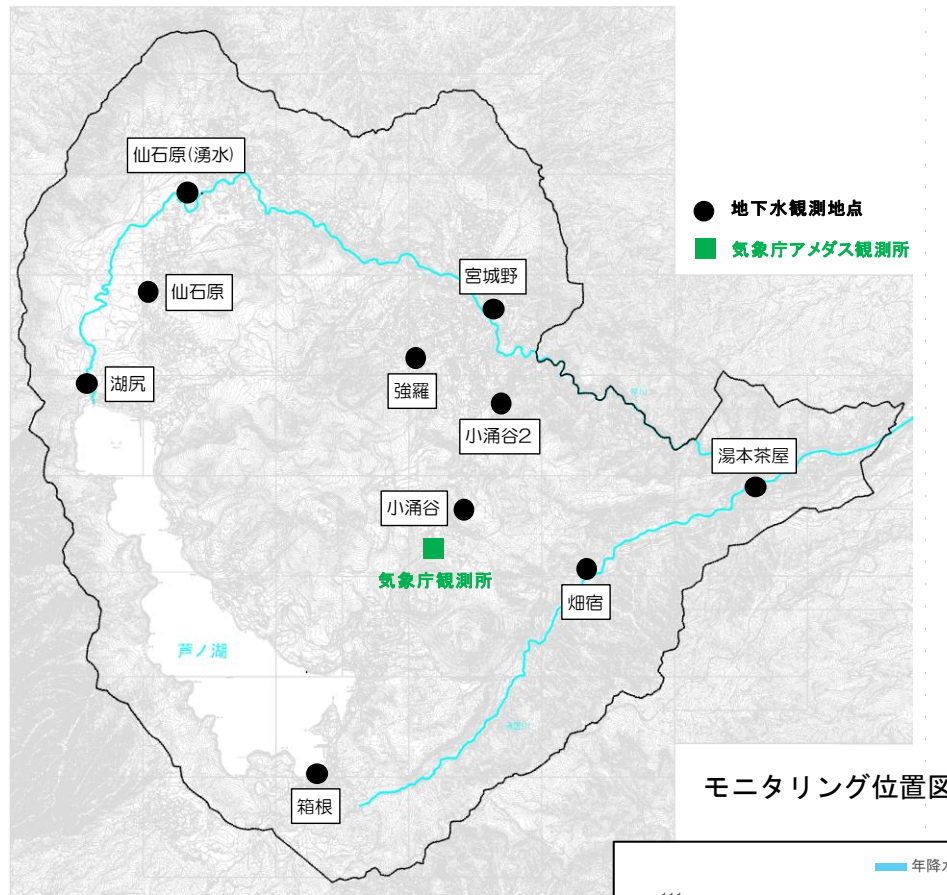 仙石原(湧水)
地下水観測地点
気象庁アメダス観測所
宮城野
仙石原
湖尻
強羅
小涌谷2
湯本茶屋
小涌谷
気象庁観測所
畑宿
芦ノ湖
箱根
モニタリング位置図
年降